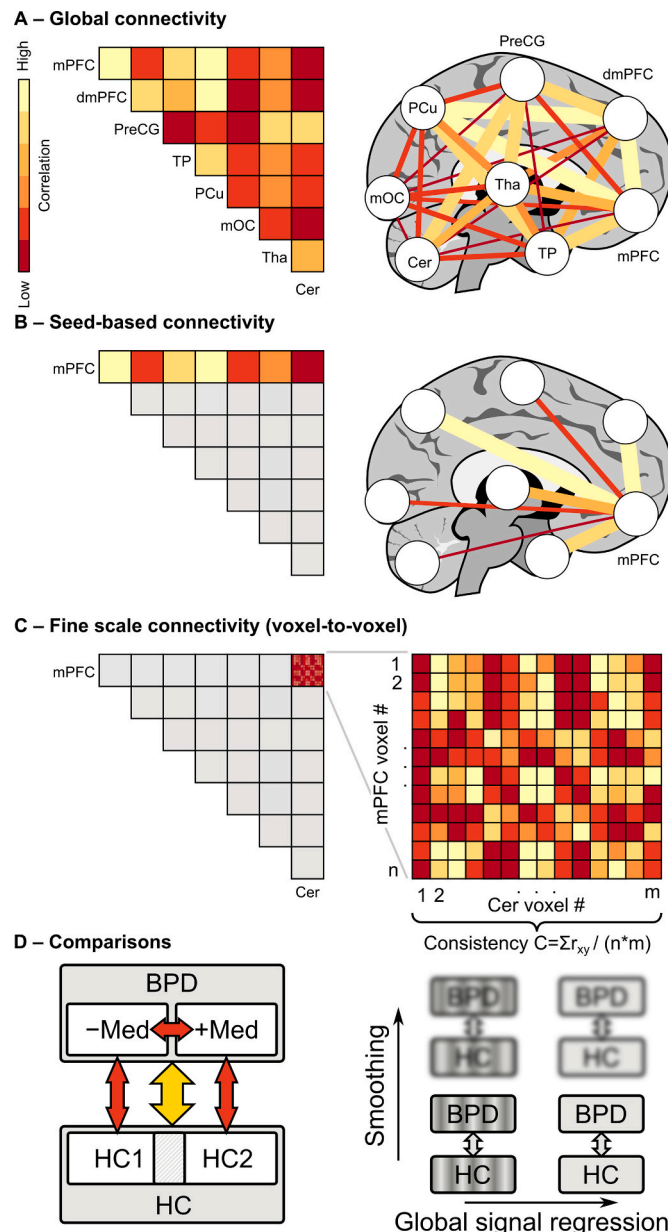 A – Global connectivity
High
Correlation
Low
mPFC
dmPFC
PreCG
TP
PCu
mOC
Tha
Cer
PreCG
dmPFC
PCu
mOC
Tha
Cer
TP
mPFC
B – Seed-based connectivity
mPFC
mPFC
C – Fine scale connectivity (voxel-to-voxel)
mPFC
Cer
mPFC voxel #
1
2
. . .
n
1 2 . . . m
Cer voxel #
Consistency C=Σrxy / (n*m)
D – Comparisons
BPD
−Med +Med
HC1 HC2
HC
Smoothing
BPD BPD
HC HC
BPD BPD
HC HC
Global signal regression